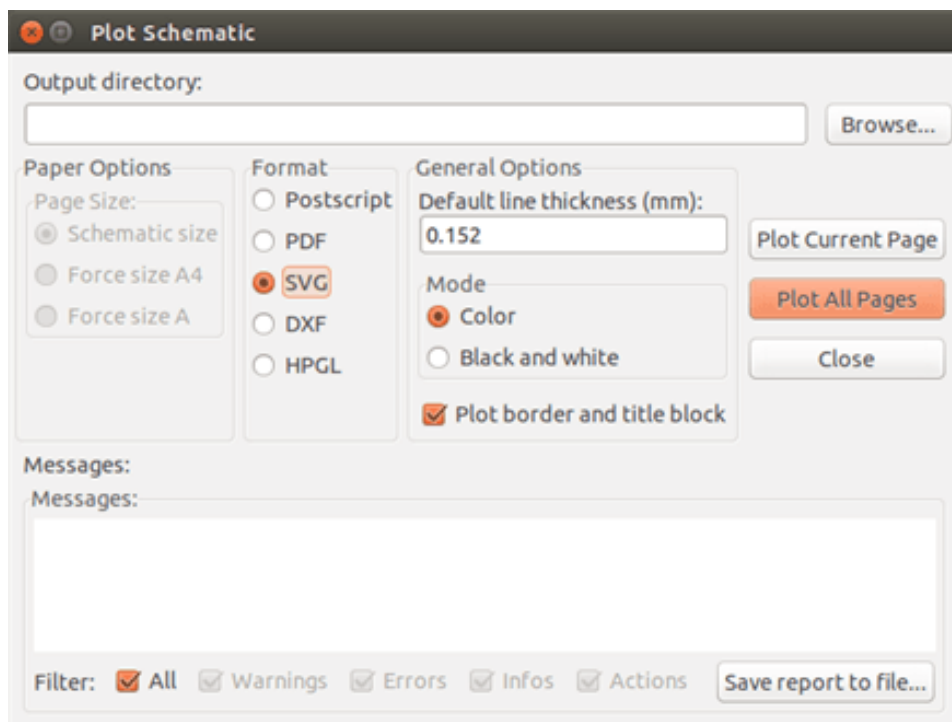 Plot Schematic
Output directory:
Browse...
Paper Options
Page Size:
Schematic size
Force size A4
Force size A
Format
Postscript
PDF
SVG
DXF
HPGL
General Options
Default line thickness (mm):
0.152
Mode
Color
Black and white
Plot border and title block
Plot Current Page
Plot All Pages
Close
Messages:
Messages:
Filter: All Warnings Errors Infos Actions Save report to file...